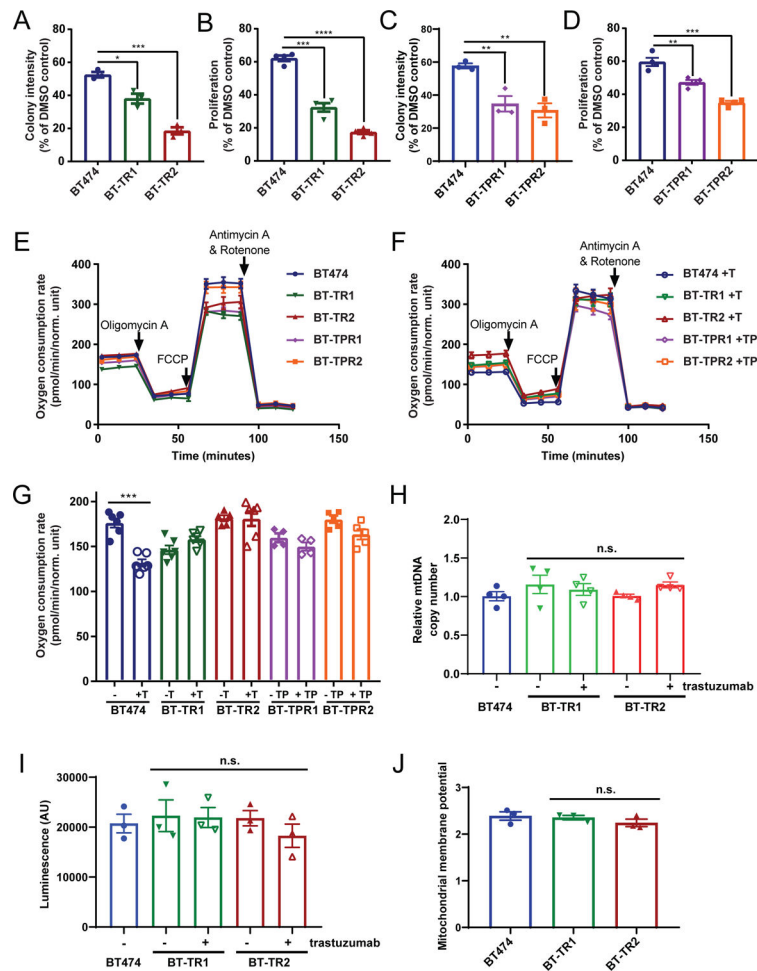 A
Colony intensity
(% of DMSO control)
80
60
40
20
0
*
***
BT474
BT-TR1
BT-TR2
B
Proliferation
(% of DMSO control)
80
60
40
20
0
***
****
BT474
BT-TR1
BT-TR2
C
Colony intensity
(% of DMSO control)
80
60
40
20
0
**
**
BT474
BT-TPR1
BT-TPR2
D
Proliferation
(% of DMSO control)
80
60
40
20
0
**
***
BT474
BT-TPR1
BT-TPR2
E
Oxygen consumption rate
(pmol/min/norm. unit)
400
300
200
100
0
0
50
100
150
Time (minutes)
Oligomycin A
FCCP
Antimycin A
& Rotenone
BT474
BT-TR1
BT-TR2
BT-TPR1
BT-TPR2
F
Oxygen consumption rate
(pmol/min/norm. unit)
400
300
200
100
0
0
50
100
150
Time (minutes)
Oligomycin A
FCCP
Antimycin A
& Rotenone
BT474 +T
BT-TR1 +T
BT-TR2 +T
BT-TPR1 +TP
BT-TPR2 +TP
G
Oxygen consumption rate
(pmol/min/norm. unit)
200
150
100
50
0
***
- +T -T +T -T +T - TP + TP - TP + TP
BT474 BT-TR1 BT-TR2 BT-TPR1 BT-TPR2
H
Relative mtDNA
copy number
2.0
1.5
1.0
0.5
0.0
n.s.
- - + - + trastuzumab
BT474 BT-TR1 BT-TR2
I
Luminescence (AU)
30000
20000
10000
0
n.s.
- - + - + trastuzumab
BT474 BT-TR1 BT-TR2
J
Mitochondrial membrane potential
3
2
1
0
n.s.
BT474
BT-TR1
BT-TR2